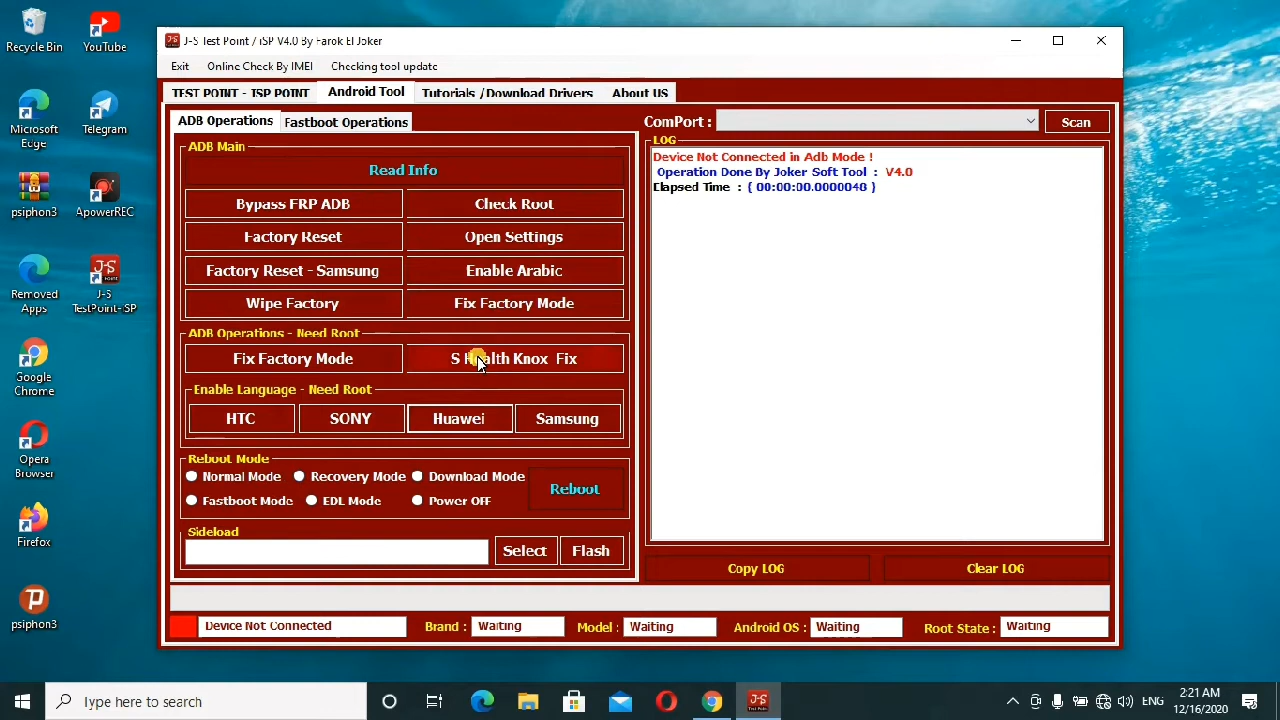 Recycle Bin
YouTube
Microsoft
Edge
Telegram
psiphon3
ApowerREC
Removed
Apps
J-S
TestPoint-ISP
Google
Chrome
Opera
Browser
Firefox
psiphon3
J-S Test Point / iSP V4.0 By Farok El Joker
Exit Online Check By IMEI Checking tool update
TEST POINT - ISP POINT Android Tool Tutorials /Download Drivers About US
ADB Operations Fastboot Operations
ComPort : Scan
ADB Main
Read Info
Bypass FRP ADB Check Root
Factory Reset Open Settings
Factory Reset - Samsung Enable Arabic
Wipe Factory Fix Factory Mode
ADB Operations - Need Root
Fix Factory Mode S Health Knox Fix
Enable Language - Need Root
HTC SONY Huawei Samsung
Reboot Mode
Normal Mode Recovery Mode Download Mode
Fastboot Mode EDL Mode Power OFF
Reboot
Sideload
Select Flash
LOG
Device Not Connected in Adb Mode !
Operation Done By Joker Soft Tool : V4.0
Elapsed Time : { 00:00:00.0000048 }
Copy LOG Clear LOG
Device Not Connected Brand : Waiting Model : Waiting Android OS : Waiting Root State : Waiting
Type here to search
J-S
ENG
2:21 AM
12/16/2020